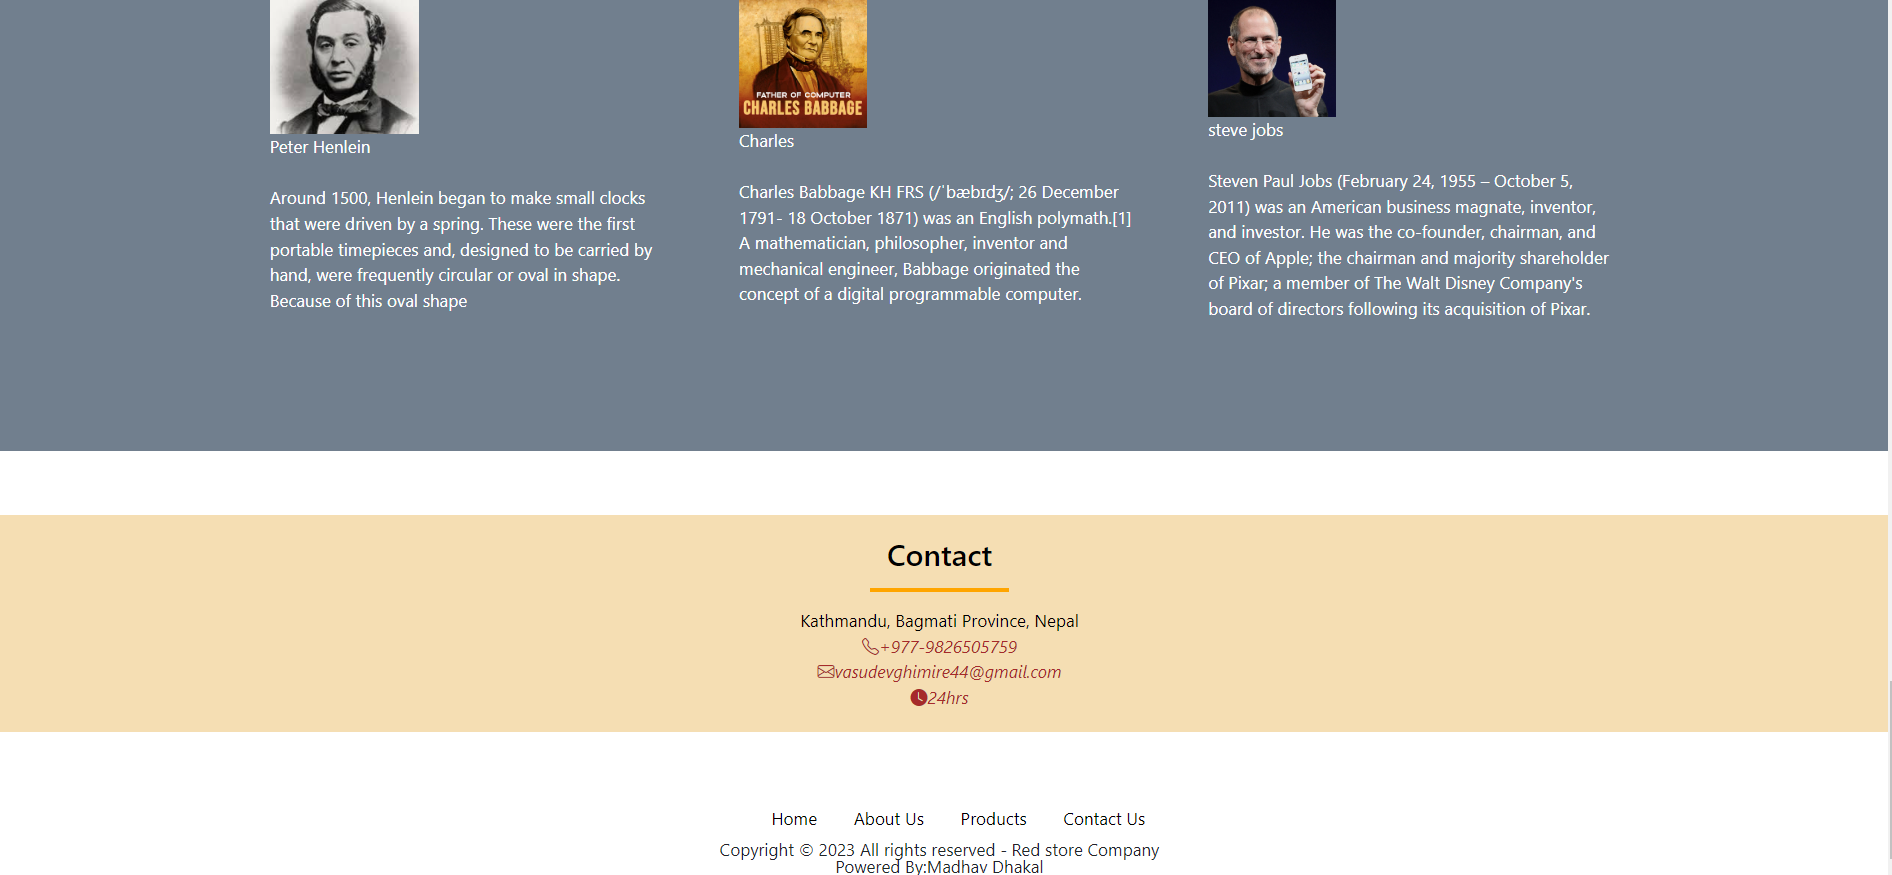 Peter Henlein
Around 1500, Henlein began to make small clocks
that were driven by a spring. These were the first
portable timepieces and, designed to be carried by
hand, were frequently circular or oval in shape.
Because of this oval shape
FATHER OF COMPUTER
CHARLES BABBAGE
Charles
Charles Babbage KH FRS (/ˈbæbɪdʒ/; 26 December
1791- 18 October 1871) was an English polymath.[1]
A mathematician, philosopher, inventor and
mechanical engineer, Babbage originated the
concept of a digital programmable computer.
steve jobs
Steven Paul Jobs (February 24, 1955 – October 5,
2011) was an American business magnate, inventor,
and investor. He was the co-founder, chairman, and
CEO of Apple; the chairman and majority shareholder
of Pixar; a member of The Walt Disney Company's
board of directors following its acquisition of Pixar.
Contact
Kathmandu, Bagmati Province, Nepal
+977-9826505759
vasudevghimire44@gmail.com
24hrs
Home About Us Products Contact Us
Copyright © 2023 All rights reserved - Red store Company
Powered By:Madhav Dhakal